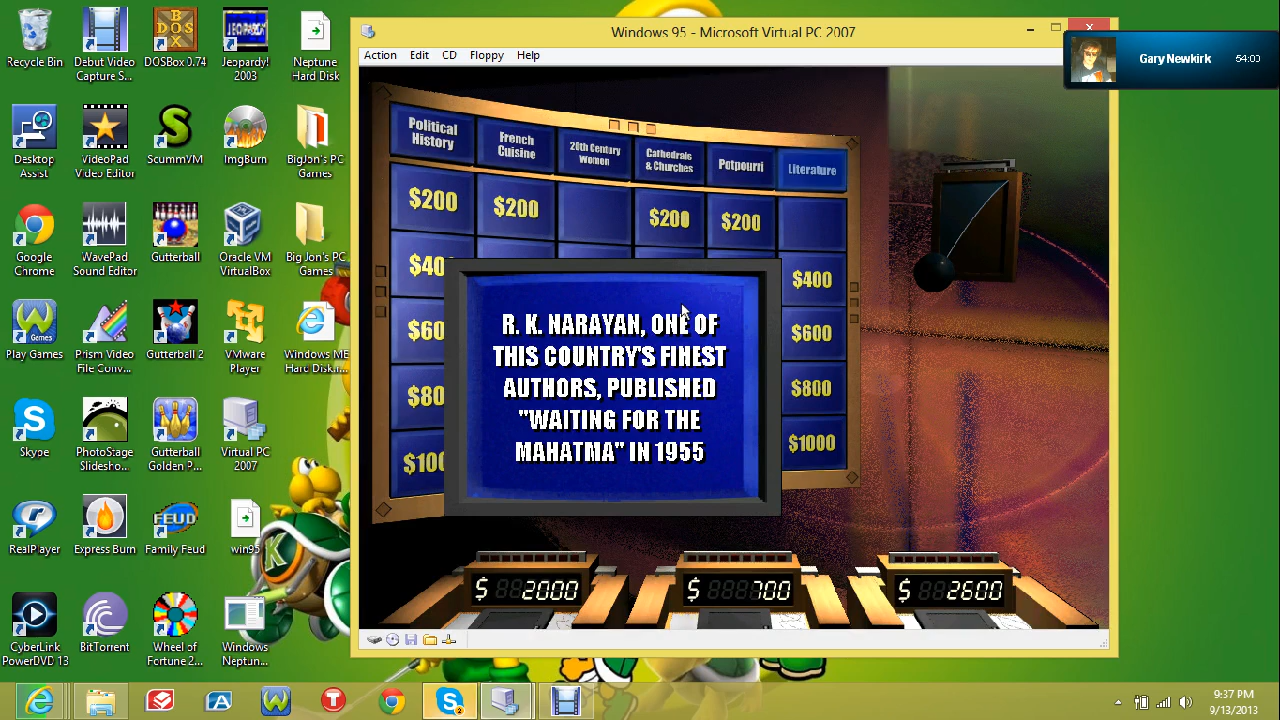 Recycle Bin
Debut Video Capture S...
DOSBox 0.74
Jeopardy! 2003
Neptune Hard Disk
Desktop Assist
VideoPad Video Editor
ScummVM
ImgBurn
BigJon's PC Games
Google Chrome
WavePad Sound Editor
Gutterball
Oracle VM VirtualBox
Big Jon's PC Games
Play Games
Prism Video File Conv...
Gutterball 2
VMware Player
Windows ME Hard Disk...
Skype
PhotoStage Slidesho...
Gutterball Golden P...
Virtual PC 2007
RealPlayer
Express Burn
Family Feud
win95
CyberLink PowerDVD 13
BitTorrent
Wheel of Fortune 2...
Windows Neptun...
Windows 95 - Microsoft Virtual PC 2007
Action Edit CD Floppy Help
Gary Newkirk 54:00
Political History
French Cuisine
20th Century Women
Cathedrals & Churches
Potpourri
Literature
$200 $200 $200 $200
$40 $400
$60 $600
$80 $800
$100 $1000
R. K. NARAYAN, ONE OF
THIS COUNTRY'S FINEST
AUTHORS, PUBLISHED
"WAITING FOR THE
MAHATMA" IN 1955
$ 2000 $ 700 $ 2600
9:37 PM
9/13/2013